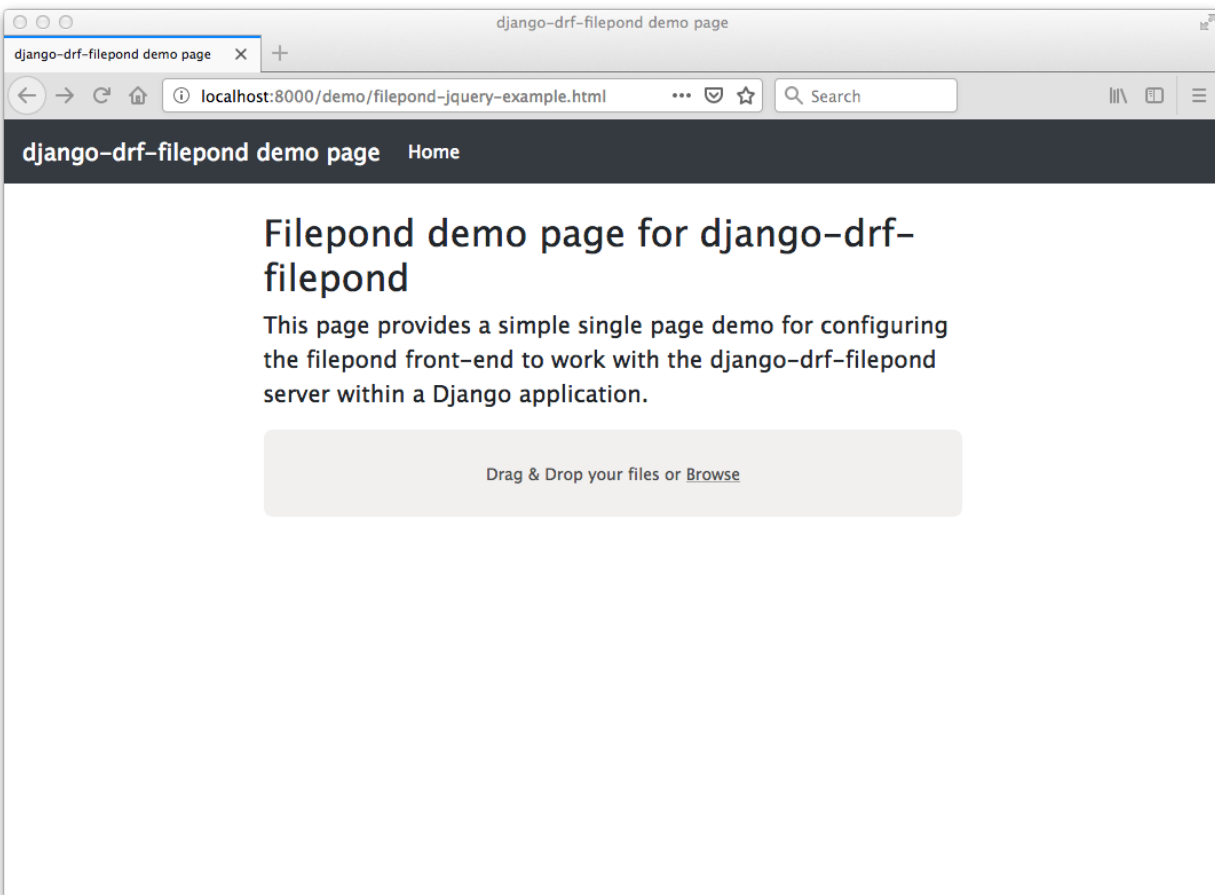 django-drf-filepond demo page
django-drf-filepond demo page
localhost:8000/demo/filepond-jquery-example.html
Search
django-drf-filepond demo page Home
Filepond demo page for django-drf-
filepond
This page provides a simple single page demo for configuring
the filepond front-end to work with the django-drf-filepond
server within a Django application.
Drag & Drop your files or Browse